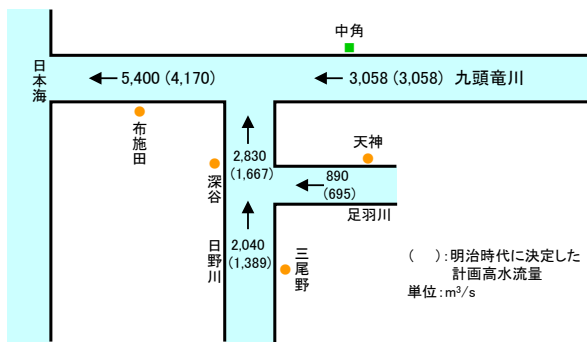 中角
日本海
5,400 (4,170)
3,058 (3,058)
九頭竜川
布施田
深谷
2,830
(1,667)
天神
890
(695)
足羽川
日野川
2,040
(1,389)
三尾野
(　): 明治時代に決定した
計画高水流量
単位: m³/s